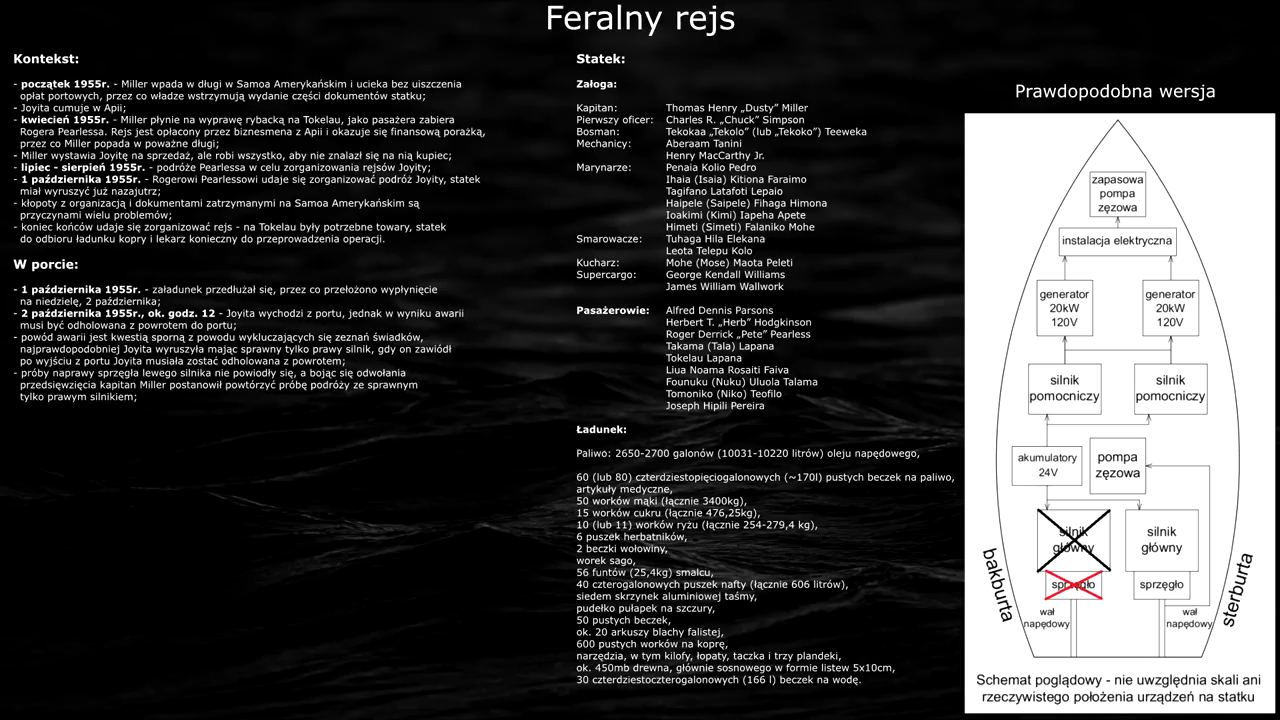 Feralny rejs
Kontekst:
- początek 1955r. - Miller wpada w długi w Samoa Amerykańskim i ucieka bez uiszczenia
opłat portowych, przez co władze wstrzymują wydanie części dokumentów statku;
- Joyita cumuje w Apii;
- kwiecień 1955r. - Miller płynie na wyprawę rybacką na Tokelau, jako pasażera zabiera
Rogera Pearlessa. Rejs jest opłacony przez biznesmena z Apii i okazuje się finansową porażką,
przez co Miller popada w poważne długi;
- Miller wystawia Joyitę na sprzedaż, ale robi wszystko, aby nie znalazł się na nią kupiec;
- lipiec - sierpień 1955r. - podróże Pearlessa w celu zorganizowania rejsów Joyity;
- 1 października 1955r. - Rogerowi Pearlessowi udaje się zorganizować podróż Joyity, statek
miał wyruszyć już nazajutrz;
- kłopoty z organizacją i dokumentami zatrzymanymi na Samoa Amerykańskim są
przyczynami wielu problemów;
- koniec końców udaje się zorganizować rejs - na Tokelau były potrzebne towary, statek
do odbioru ładunku kopry i lekarz konieczny do przeprowadzenia operacji.
W porcie:
- 1 października 1955r. - załadunek przedłużał się, przez co przełożono wypłynięcie
na niedzielę, 2 października;
- 2 października 1955r., ok. godz. 12 - Joyita wychodzi z portu, jednak w wyniku awarii
musi być odholowana z powrotem do portu;
- powód awarii jest kwestią sporną z powodu wykluczających się zeznań świadków,
najprawdopodobniej Joyita wyruszyła mając sprawny tylko prawy silnik, gdy on zawiódł
po wyjściu z portu Joyita musiała zostać odholowana z powrotem;
- próby naprawy sprzęgła lewego silnika nie powiodły się, a bojąc się odwołania
przedsięwzięcia kapitan Miller postanowił powtórzyć próbę podróży ze sprawnym
tylko prawym silnikiem;
Statek:
Załoga:
Kapitan: Thomas Henry „Dusty” Miller
Pierwszy oficer: Charles R. „Chuck” Simpson
Bosman: Tekokaa „Tekolo” (lub „Tekoko”) Teeweka
Mechanicy: Aberaam Tanini
Henry MacCarthy Jr.
Marynarze: Penaia Kolio Pedro
Ihaia (Isaia) Kitiona Faraimo
Tagifano Latafoti Lepaio
Haipele (Saipele) Fihaga Himona
Ioakimi (Kimi) Iapeha Apete
Himeti (Simeti) Falaniko Mohe
Smarowacze: Tuhaga Hila Elekana
Leota Telepu Kolo
Kucharz: Mohe (Mose) Maota Peleti
Supercargo: George Kendall Williams
James William Wallwork
Pasażerowie: Alfred Dennis Parsons
Herbert T. „Herb” Hodgkinson
Roger Derrick „Pete” Pearless
Takama (Tala) Lapana
Tokelau Lapana
Liua Noama Rosaiti Faiva
Founuku (Nuku) Uluola Talama
Tomoniko (Niko) Teofilo
Joseph Hipili Pereira
Ładunek:
Paliwo: 2650-2700 galonów (10031-10220 litrów) oleju napędowego,
60 (lub 80) czterdziestopięciogalonowych (~170l) pustych beczek na paliwo,
artykuły medyczne,
50 worków mąki (łącznie 3400kg),
15 worków cukru (łącznie 476,25kg),
10 (lub 11) worków ryżu (łącznie 254-279,4 kg),
6 puszek herbatników,
2 beczki wołowiny,
worek sago,
56 funtów (25,4kg) smalcu,
40 czterogalonowych puszek nafty (łącznie 606 litrów),
siedem skrzynek aluminiowej taśmy,
pudełko pułapek na szczury,
50 pustych beczek,
ok. 20 arkuszy blachy falistej,
600 pustych worków na koprę,
narzędzia, w tym kilofy, łopaty, taczka i trzy plandeki,
ok. 450mb drewna, głównie sosnowego w formie listew 5x10cm,
30 czterdziestoczterogalonowych (166 l) beczek na wodę.
Prawdopodobna wersja
zapasowa
pompa
zęzowa
instalacja elektryczna
generator
20kW
120V
generator
20kW
120V
silnik
pomocniczy
silnik
pomocniczy
akumulatory
24V
pompa
zęzowa
silnik
główny
silnik
główny
sprzęgło
sprzęgło
wał
napędowy
wał
napędowy
bakburta
sterburta
Schemat poglądowy - nie uwzględnia skali ani
rzeczywistego położenia urządzeń na statku